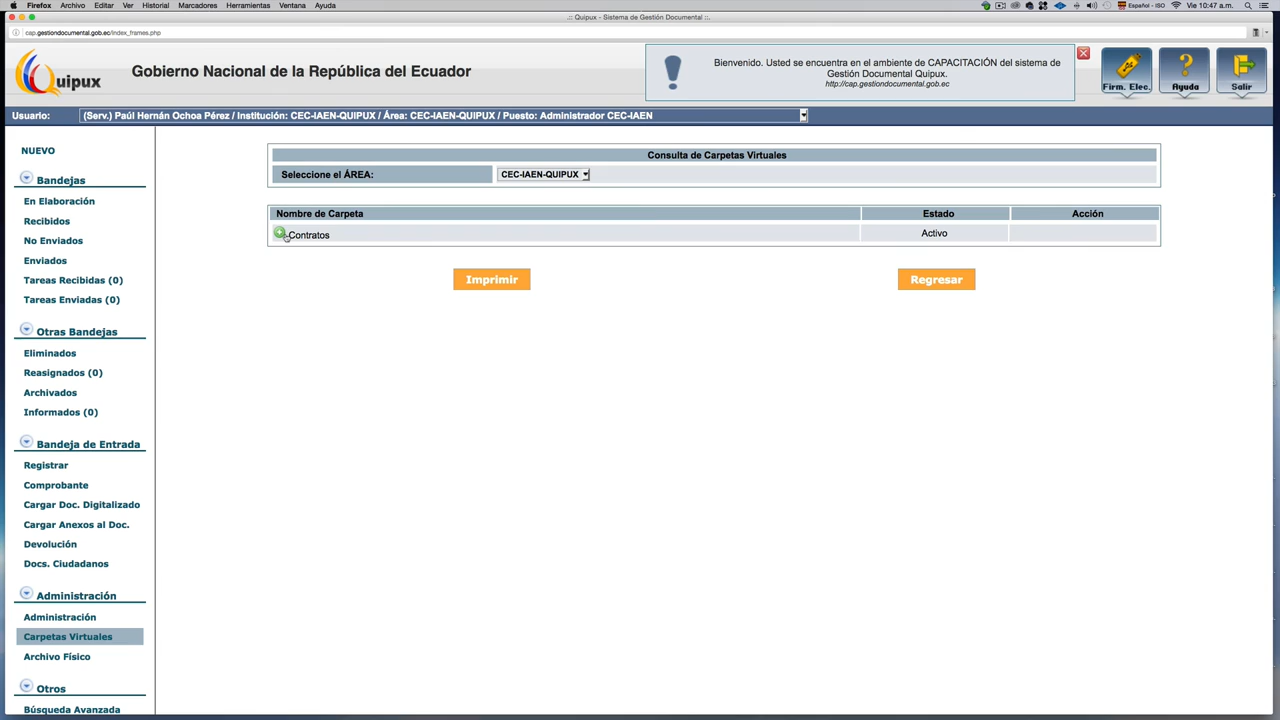 Firefox Archivo Editar Ver Historial Marcadores Herramientas Ventana Ayuda Español - ISO Vie 10:47 a.m.
.:: Quipux - Sistema de Gestión Documental ::.
cap.gestiondocumental.gob.ec/index_frames.php
Quipux
Gobierno Nacional de la República del Ecuador
Bienvenido. Usted se encuentra en el ambiente de CAPACITACIÓN del sistema de
Gestión Documental Quipux.
http://cap.gestiondocumental.gob.ec
Firm. Elec. Ayuda Salir
Usuario: (Serv.) Paúl Hernán Ochoa Pérez / Institución: CEC-IAEN-QUIPUX / Área: CEC-IAEN-QUIPUX / Puesto: Administrador CEC-IAEN
NUEVO
Bandejas
En Elaboración
Recibidos
No Enviados
Enviados
Tareas Recibidas (0)
Tareas Enviadas (0)
Otras Bandejas
Eliminados
Reasignados (0)
Archivados
Informados (0)
Bandeja de Entrada
Registrar
Comprobante
Cargar Doc. Digitalizado
Cargar Anexos al Doc.
Devolución
Docs. Ciudadanos
Administración
Administración
Carpetas Virtuales
Archivo Físico
Otros
Búsqueda Avanzada
Consulta de Carpetas Virtuales
Seleccione el ÁREA: CEC-IAEN-QUIPUX
Nombre de Carpeta Estado Acción
Contratos Activo
Imprimir Regresar